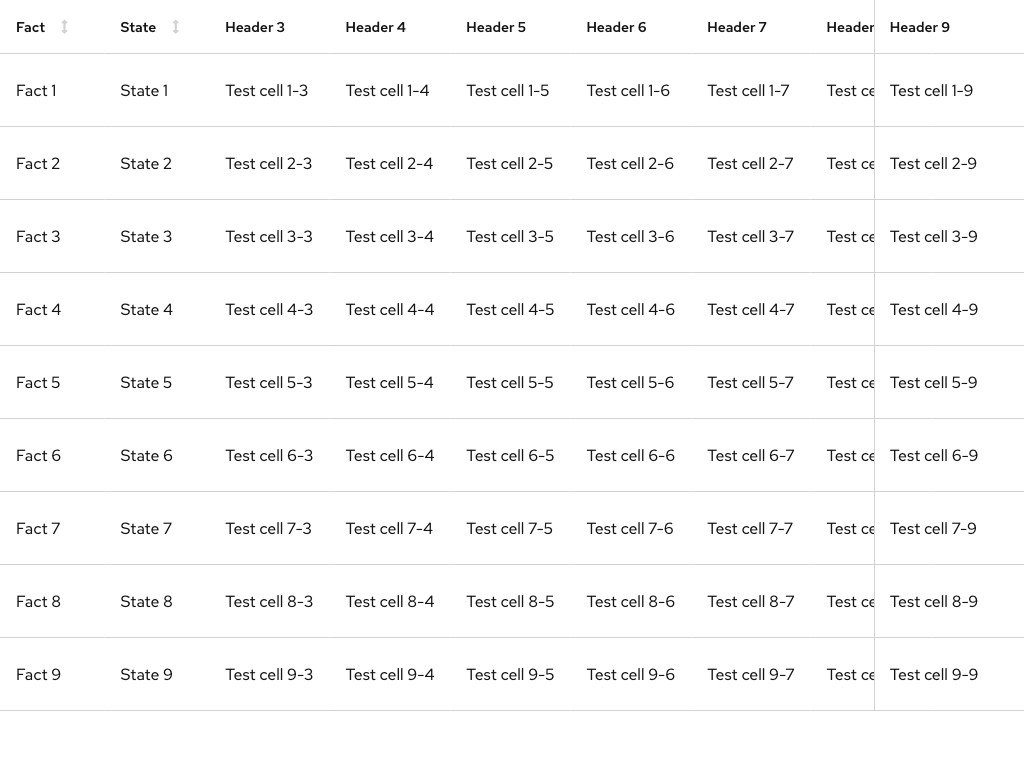 Fact State Header 3 Header 4 Header 5 Header 6 Header 7 Header Header 9
Fact 1 State 1 Test cell 1-3 Test cell 1-4 Test cell 1-5 Test cell 1-6 Test cell 1-7 Test ce Test cell 1-9
Fact 2 State 2 Test cell 2-3 Test cell 2-4 Test cell 2-5 Test cell 2-6 Test cell 2-7 Test ce Test cell 2-9
Fact 3 State 3 Test cell 3-3 Test cell 3-4 Test cell 3-5 Test cell 3-6 Test cell 3-7 Test ce Test cell 3-9
Fact 4 State 4 Test cell 4-3 Test cell 4-4 Test cell 4-5 Test cell 4-6 Test cell 4-7 Test ce Test cell 4-9
Fact 5 State 5 Test cell 5-3 Test cell 5-4 Test cell 5-5 Test cell 5-6 Test cell 5-7 Test ce Test cell 5-9
Fact 6 State 6 Test cell 6-3 Test cell 6-4 Test cell 6-5 Test cell 6-6 Test cell 6-7 Test ce Test cell 6-9
Fact 7 State 7 Test cell 7-3 Test cell 7-4 Test cell 7-5 Test cell 7-6 Test cell 7-7 Test ce Test cell 7-9
Fact 8 State 8 Test cell 8-3 Test cell 8-4 Test cell 8-5 Test cell 8-6 Test cell 8-7 Test ce Test cell 8-9
Fact 9 State 9 Test cell 9-3 Test cell 9-4 Test cell 9-5 Test cell 9-6 Test cell 9-7 Test ce Test cell 9-9